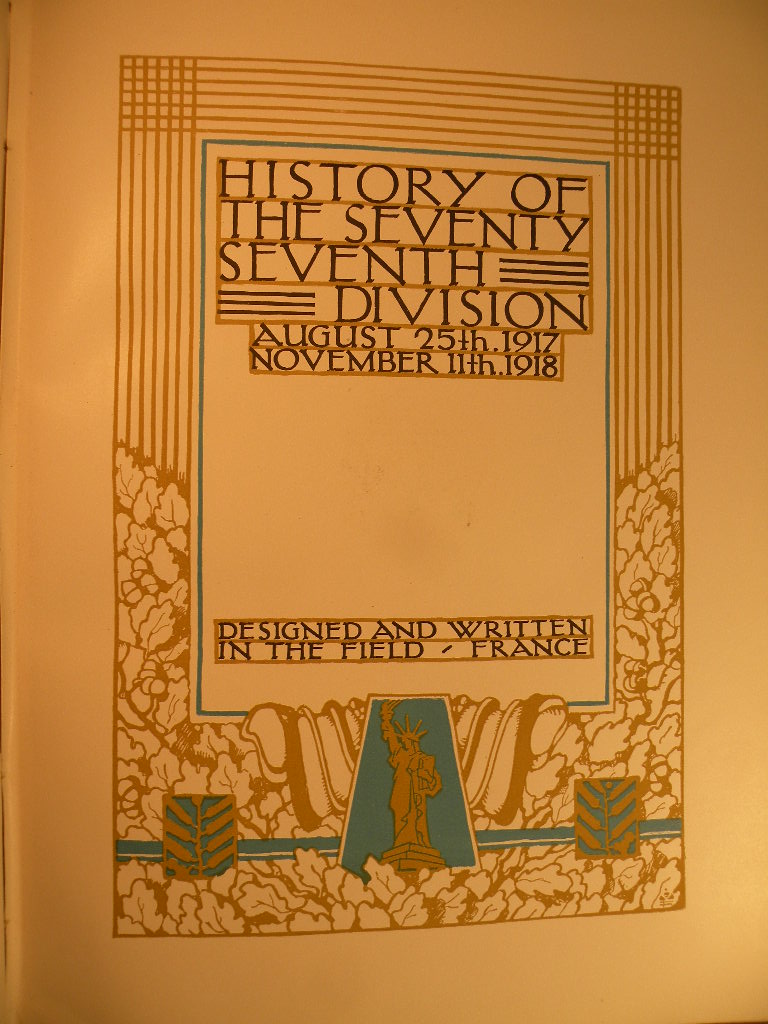 HISTORY OF
THE SEVENTY
SEVENTH
DIVISION
AUGUST 25th.1917
NOVEMBER 11th.1918
DESIGNED AND WRITTEN
IN THE FIELD - FRANCE